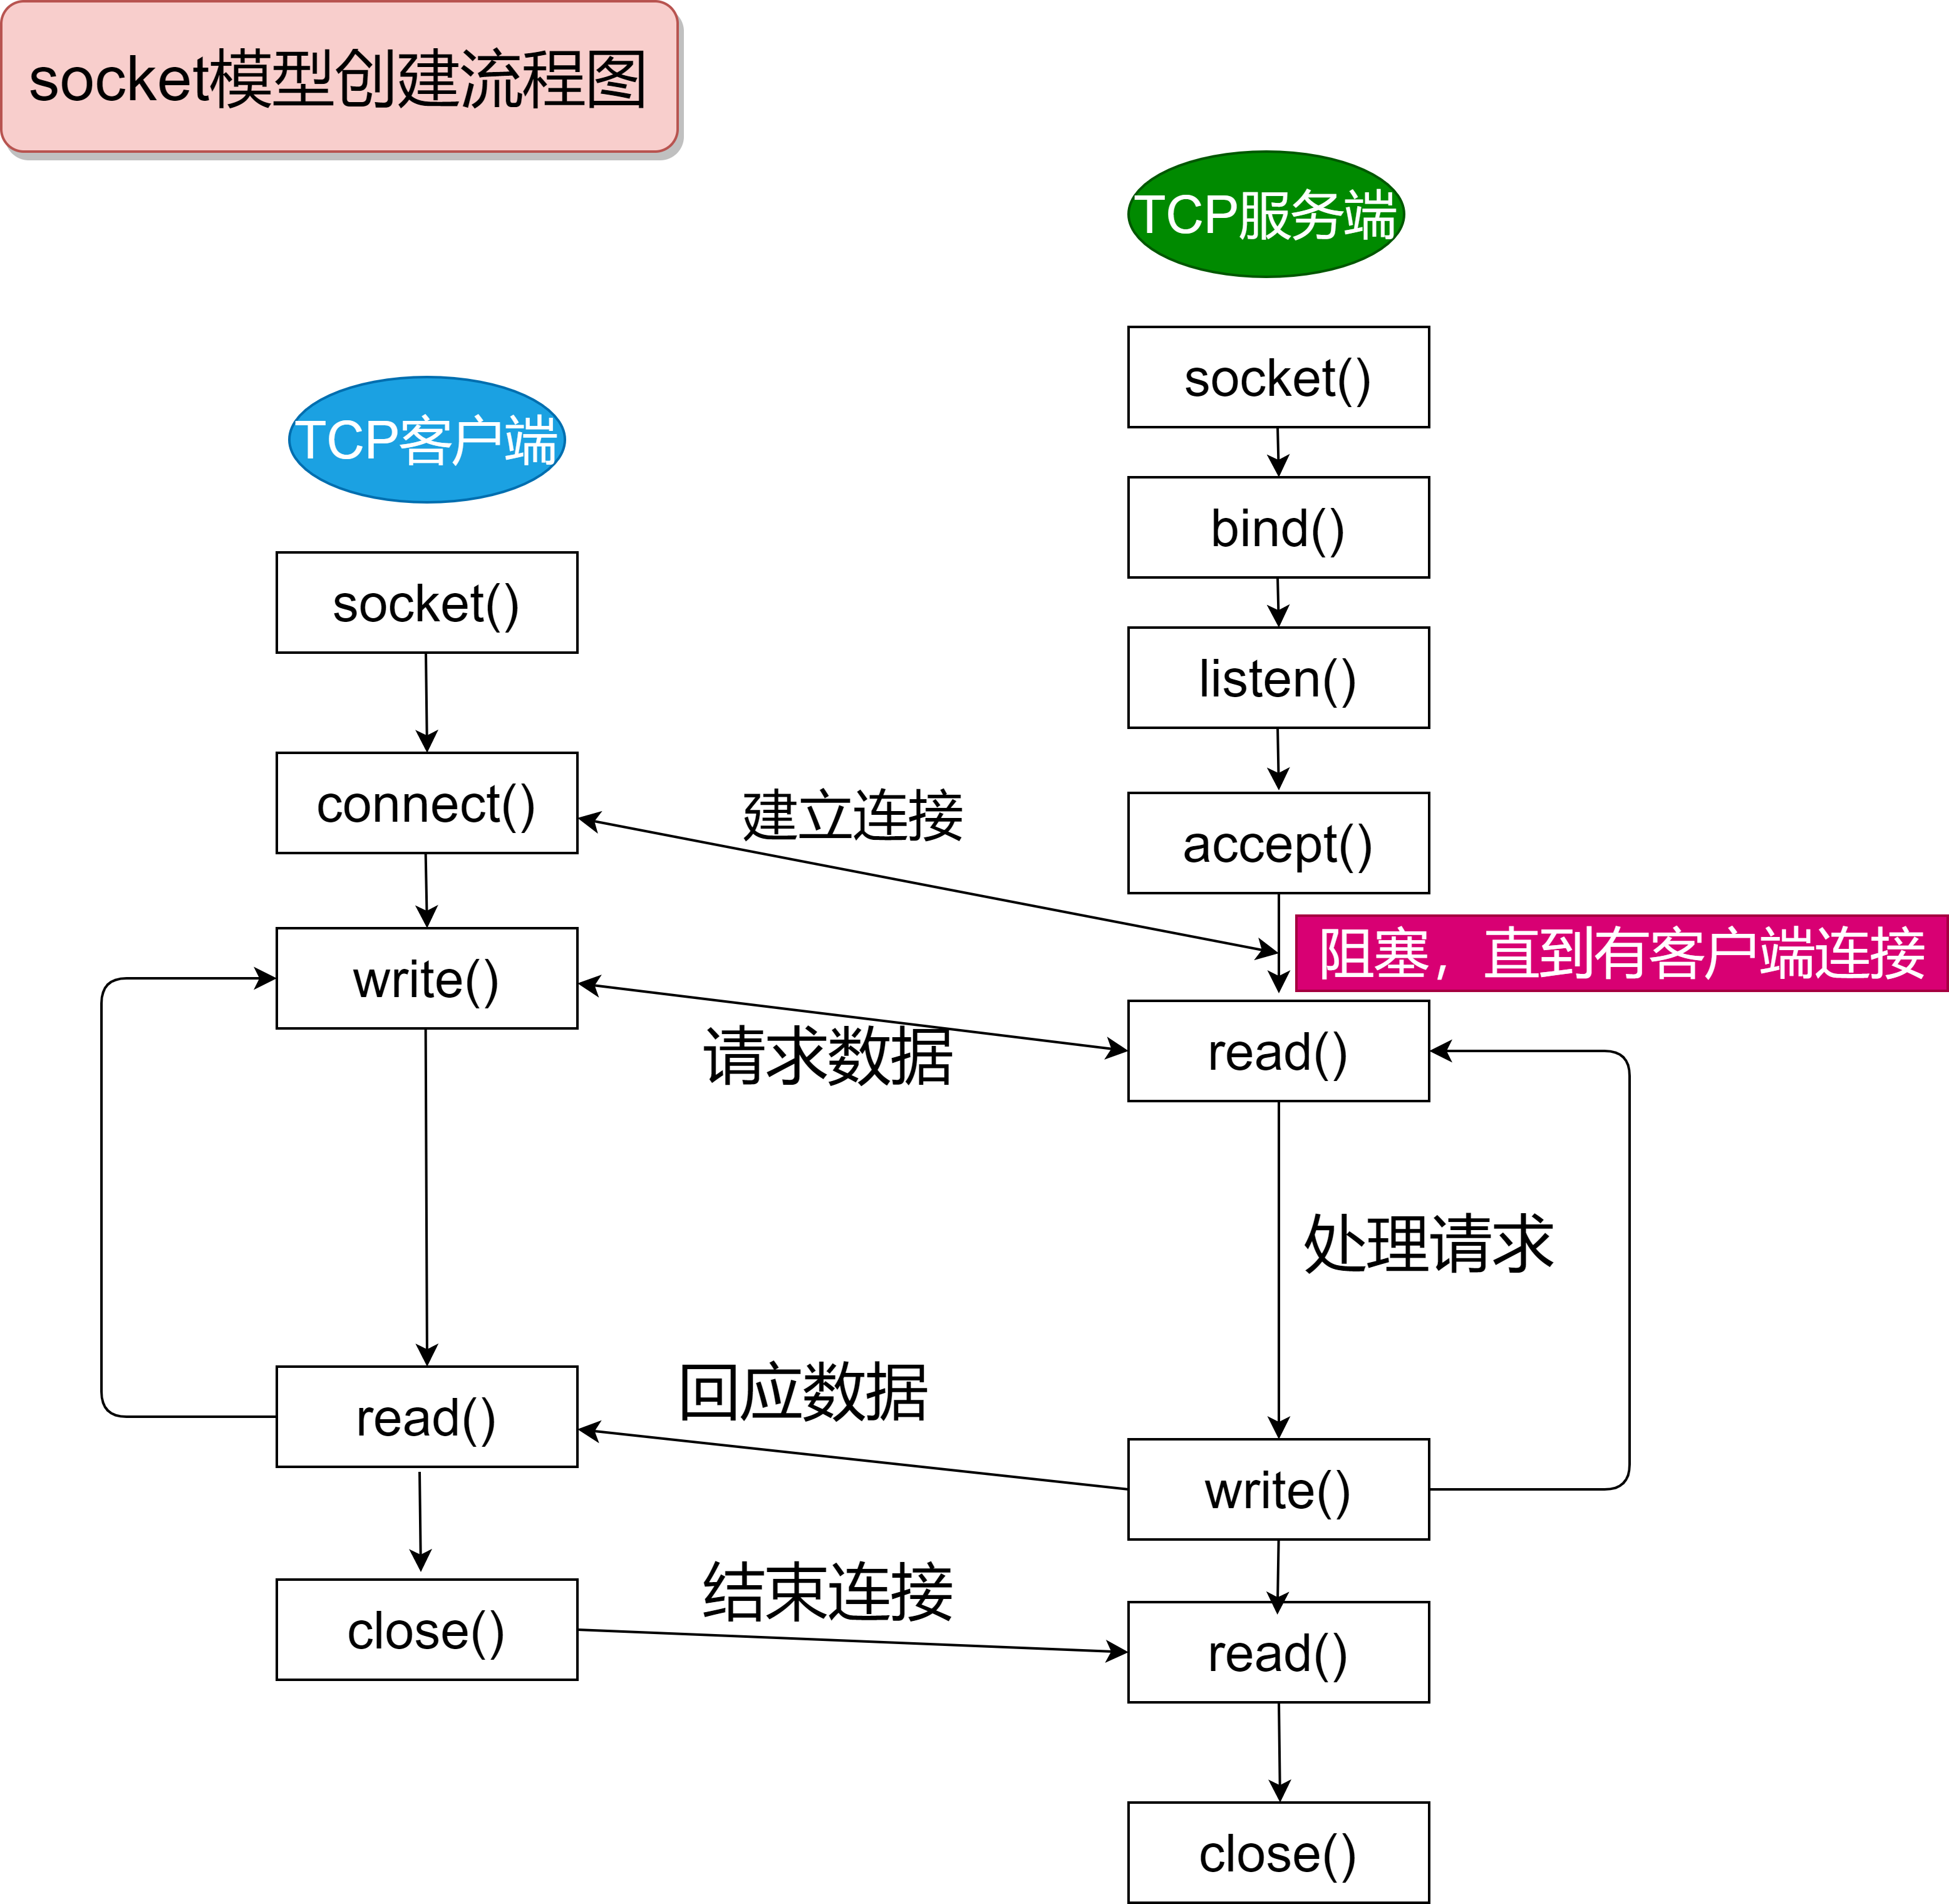 socket模型创建流程图
TCP服务端
socket()
TCP客户端
bind()
socket()
listen()
connect()
建立连接
accept()
阻塞，直到有客户端连接
write()
请求数据
read()
处理请求
回应数据
read()
write()
结束连接
close()
read()
close()